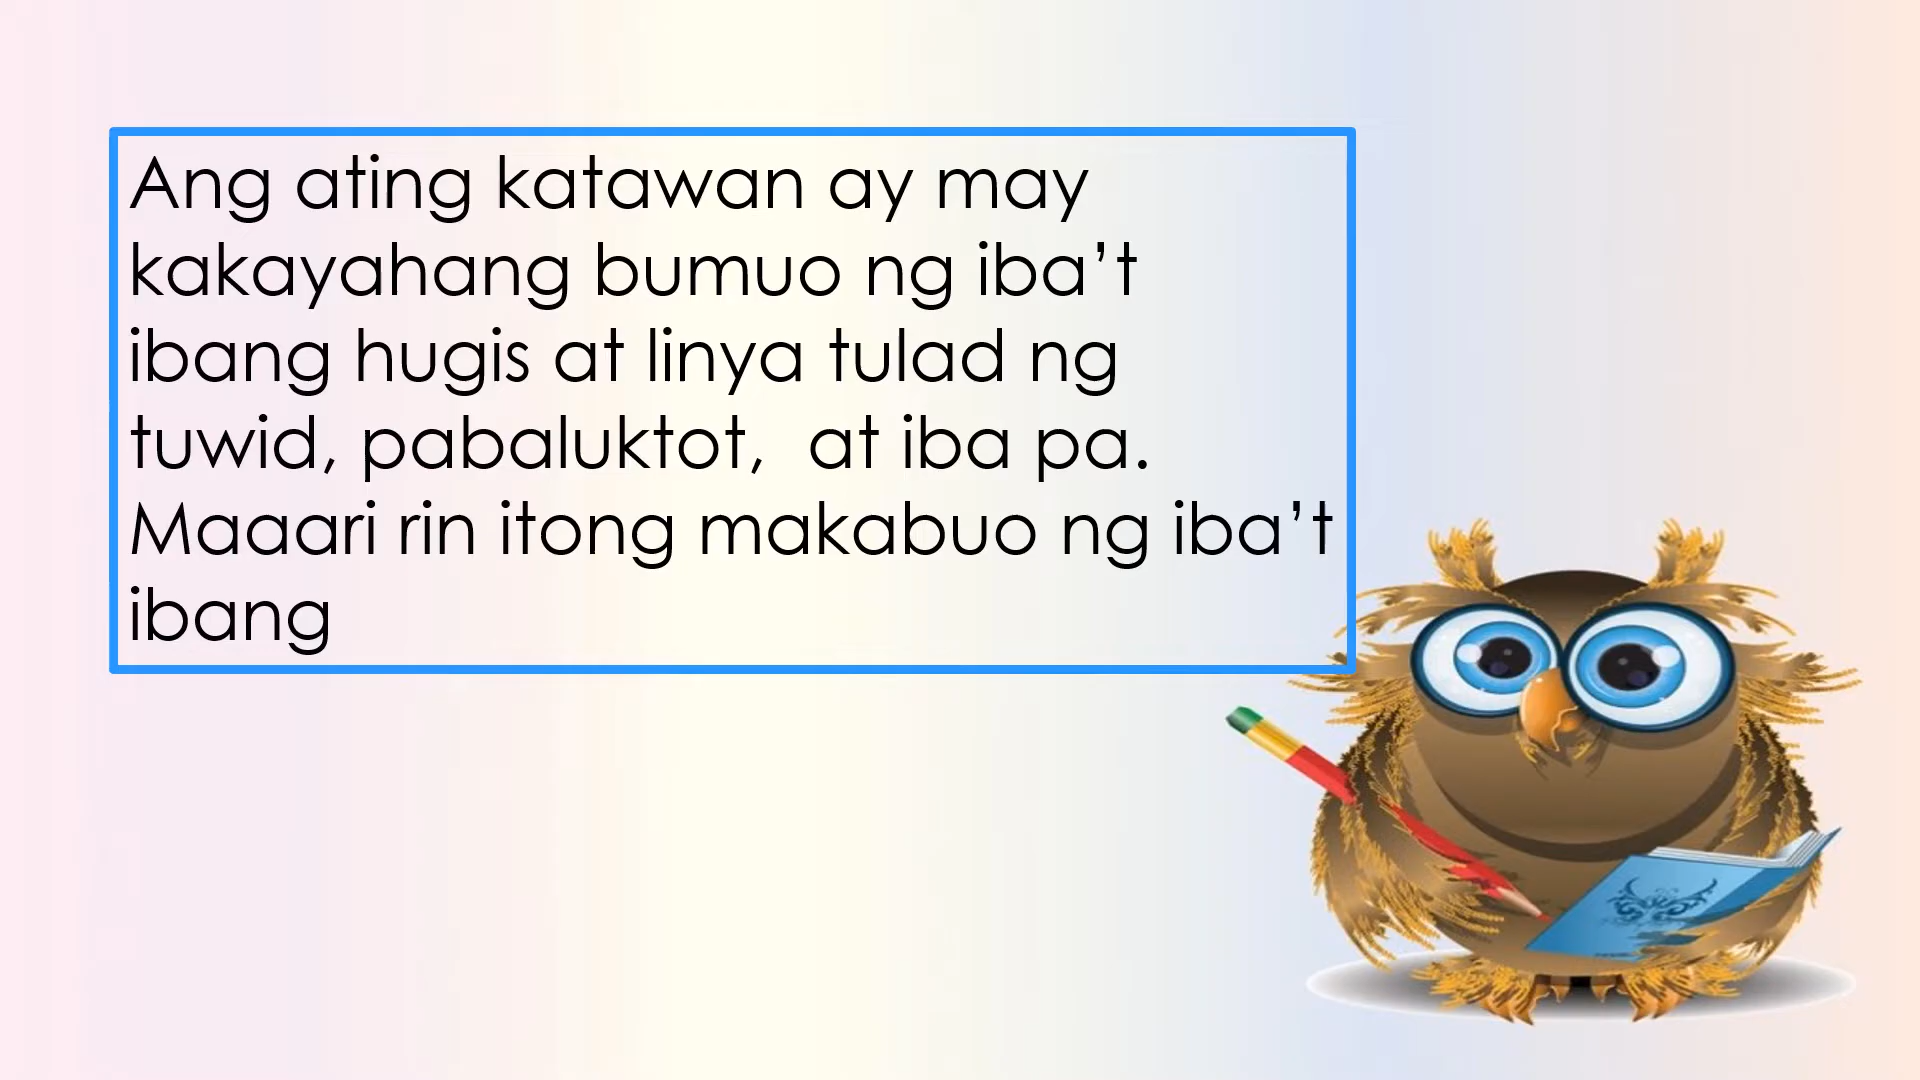 Ang ating katawan ay may
kakayahang bumuo ng iba’t
ibang hugis at linya tulad ng
tuwid, pabaluktot,  at iba pa.
Maaari rin itong makabuo ng iba’t
ibang